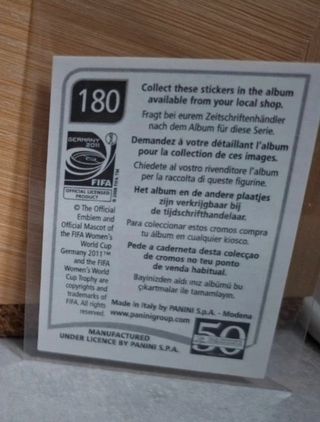 180
Collect these stickers in the album
available from your local shop.
Fragt bei eurem Zeitschriftenhändler
nach dem Album für diese Serie.
Demandez à votre détaillant l'album
pour la collection de ces images.
Chiedete al vostro rivenditore l'album
per la raccolta di queste figurine.
Het album en de andere plaatjes
zijn verkrijgbaar bij
de tijdschrifthandelaar.
Para coleccionar estos cromos compra
tu álbum en cualquier kiosco.
Pede a caderneta desta colecçao
de cromos no teu ponto
de venda habitual.
Bayinizden aldı ınız albümü bu
çıkartmalar ile tamamlayın.
GERMANY
2011
FIFA
OFFICIAL LICENSED
PRODUCT
© The Official
Emblem and
Official Mascot of
the FIFA Women's
World Cup
Germany 2011™
and the FIFA
Women's World
Cup Trophy are
copyrights and
trademarks of
FIFA. All rights
reserved.
Made in Italy by PANINI S.p.A. - Modena
www.paninigroup.com
MANUFACTURED
UNDER LICENCE BY PANINI S.P.A.
50